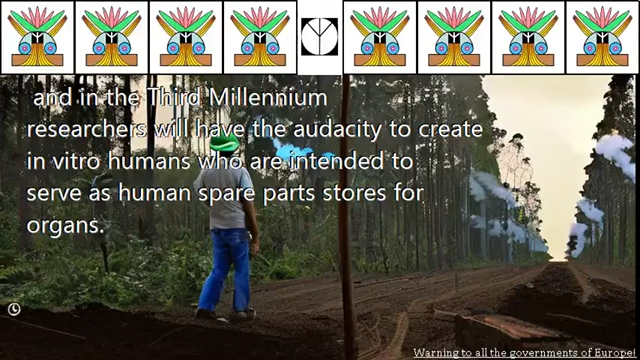 and in the Third Millennium
researchers will have the audacity to create
in vitro humans who are intended to
serve as human spare parts stores for
organs.
Warning to all the governments of Europe!